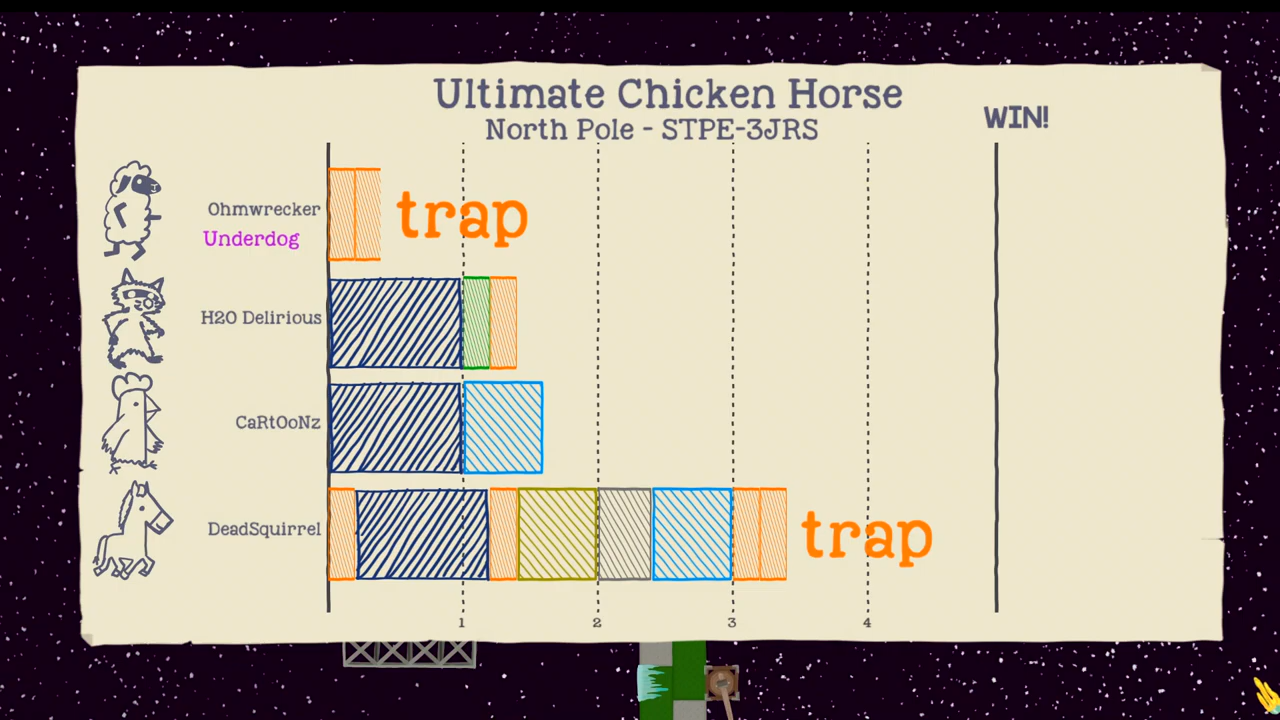 Ultimate Chicken Horse
North Pole - STPE-3JRS
WIN!
Ohmwrecker
Underdog
trap
H2O Delirious
CaRtOoNz
DeadSquirrel
trap
1 2 3 4